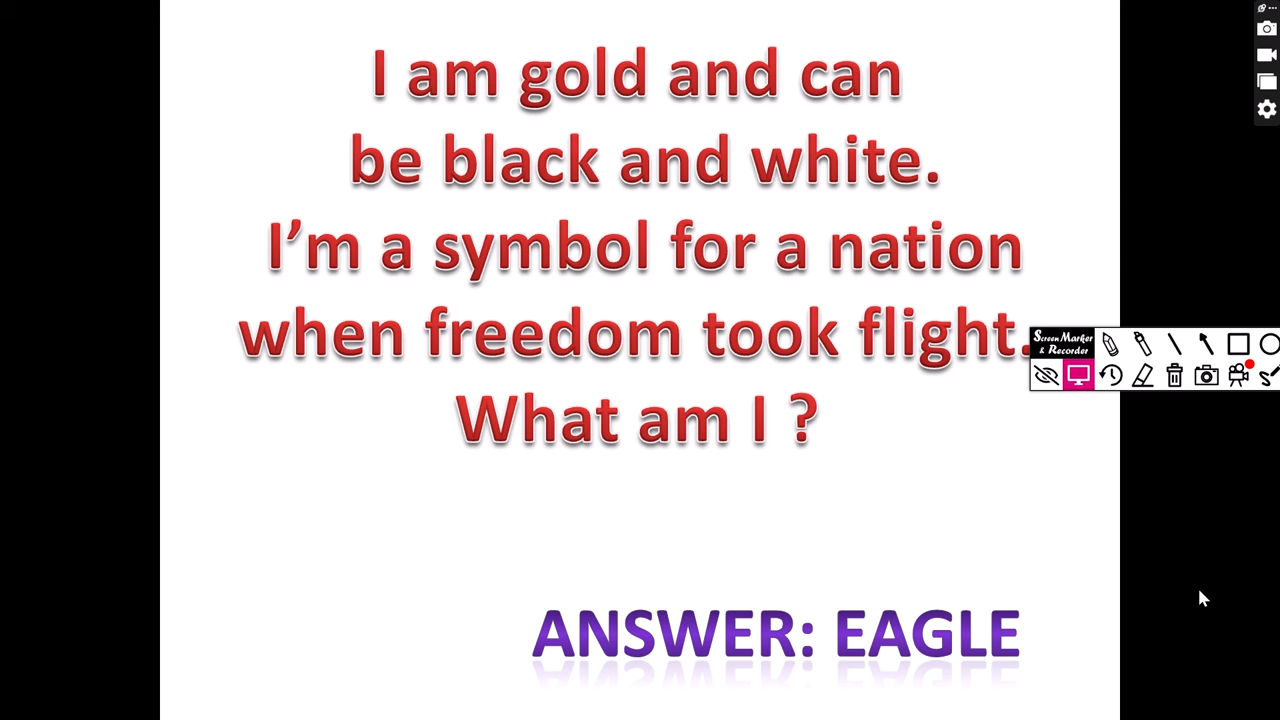 I am gold and can
be black and white.
I’m a symbol for a nation
when freedom took flight.
What am I ?
Screen Marker
& Recorder
ANSWER: EAGLE